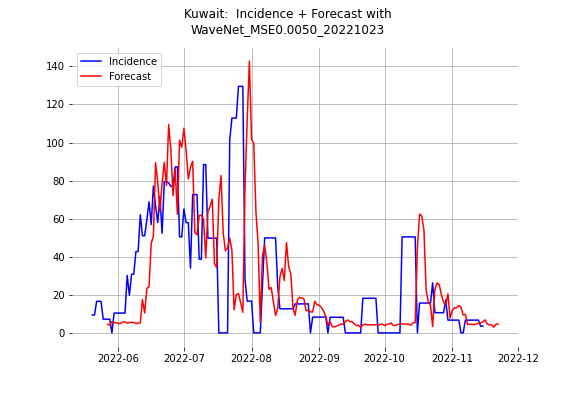 Kuwait:  Incidence + Forecast with
WaveNet_MSE0.0050_20221023
Incidence
Forecast
140
120
100
80
60
40
20
0
2022-06 2022-07 2022-08 2022-09 2022-10 2022-11 2022-12